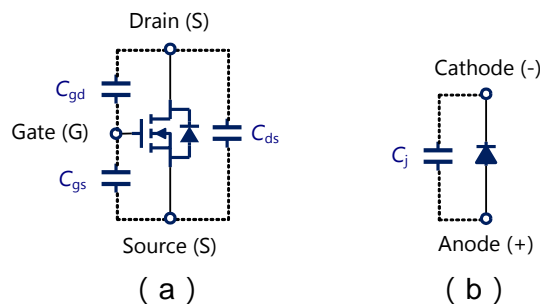 Drain (S)
Cgd
Gate (G)
Cds
Cgs
Source (S)
(a)
Cathode (-)
Cj
Anode (+)
(b)